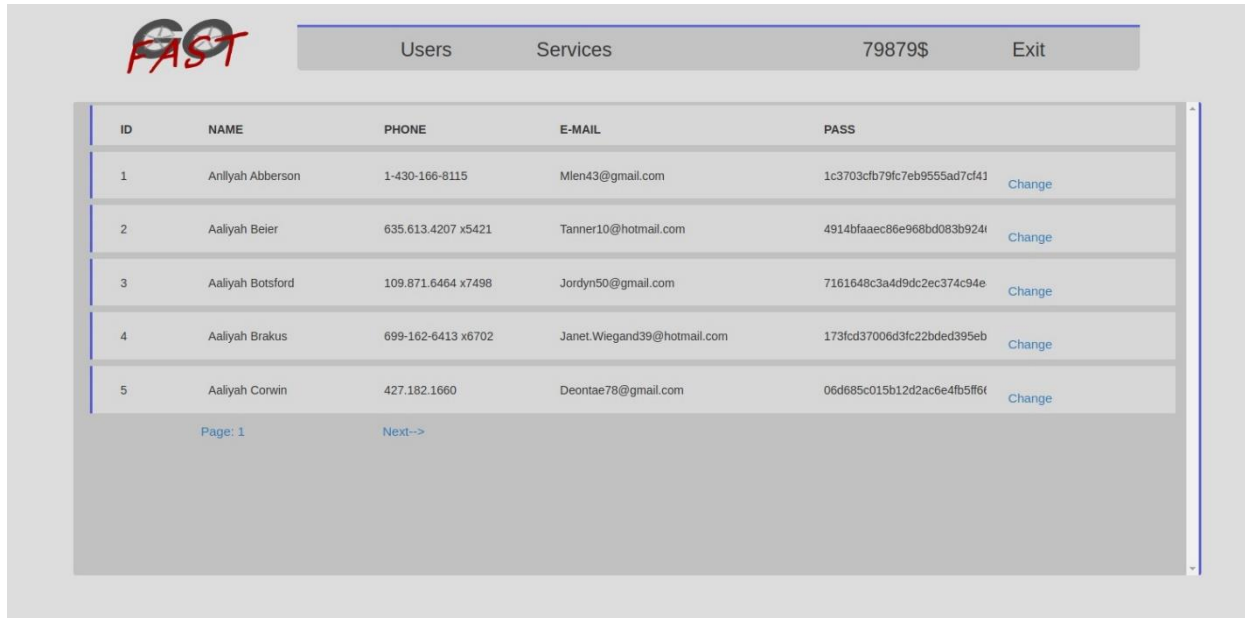 GO
FAST
Users Services 79879$ Exit
ID NAME PHONE E-MAIL PASS
1 Anllyah Abberson 1-430-166-8115 Mlen43@gmail.com 1c3703cfb79fc7eb9555ad7cf41 Change
2 Aaliyah Beier 635.613.4207 x5421 Tanner10@hotmail.com 4914bfaaec86e968bd083b924 Change
3 Aaliyah Botsford 109.871.6464 x7498 Jordyn50@gmail.com 7161648c3a4d9dc2ec374c94e Change
4 Aaliyah Brakus 699-162-6413 x6702 Janet.Wiegand39@hotmail.com 173fcd37006d3fc22bded395eb Change
5 Aaliyah Corwin 427.182.1660 Deontae78@gmail.com 06d685c015b12d2ac6e4fb5ff6 Change
Page: 1 Next-->